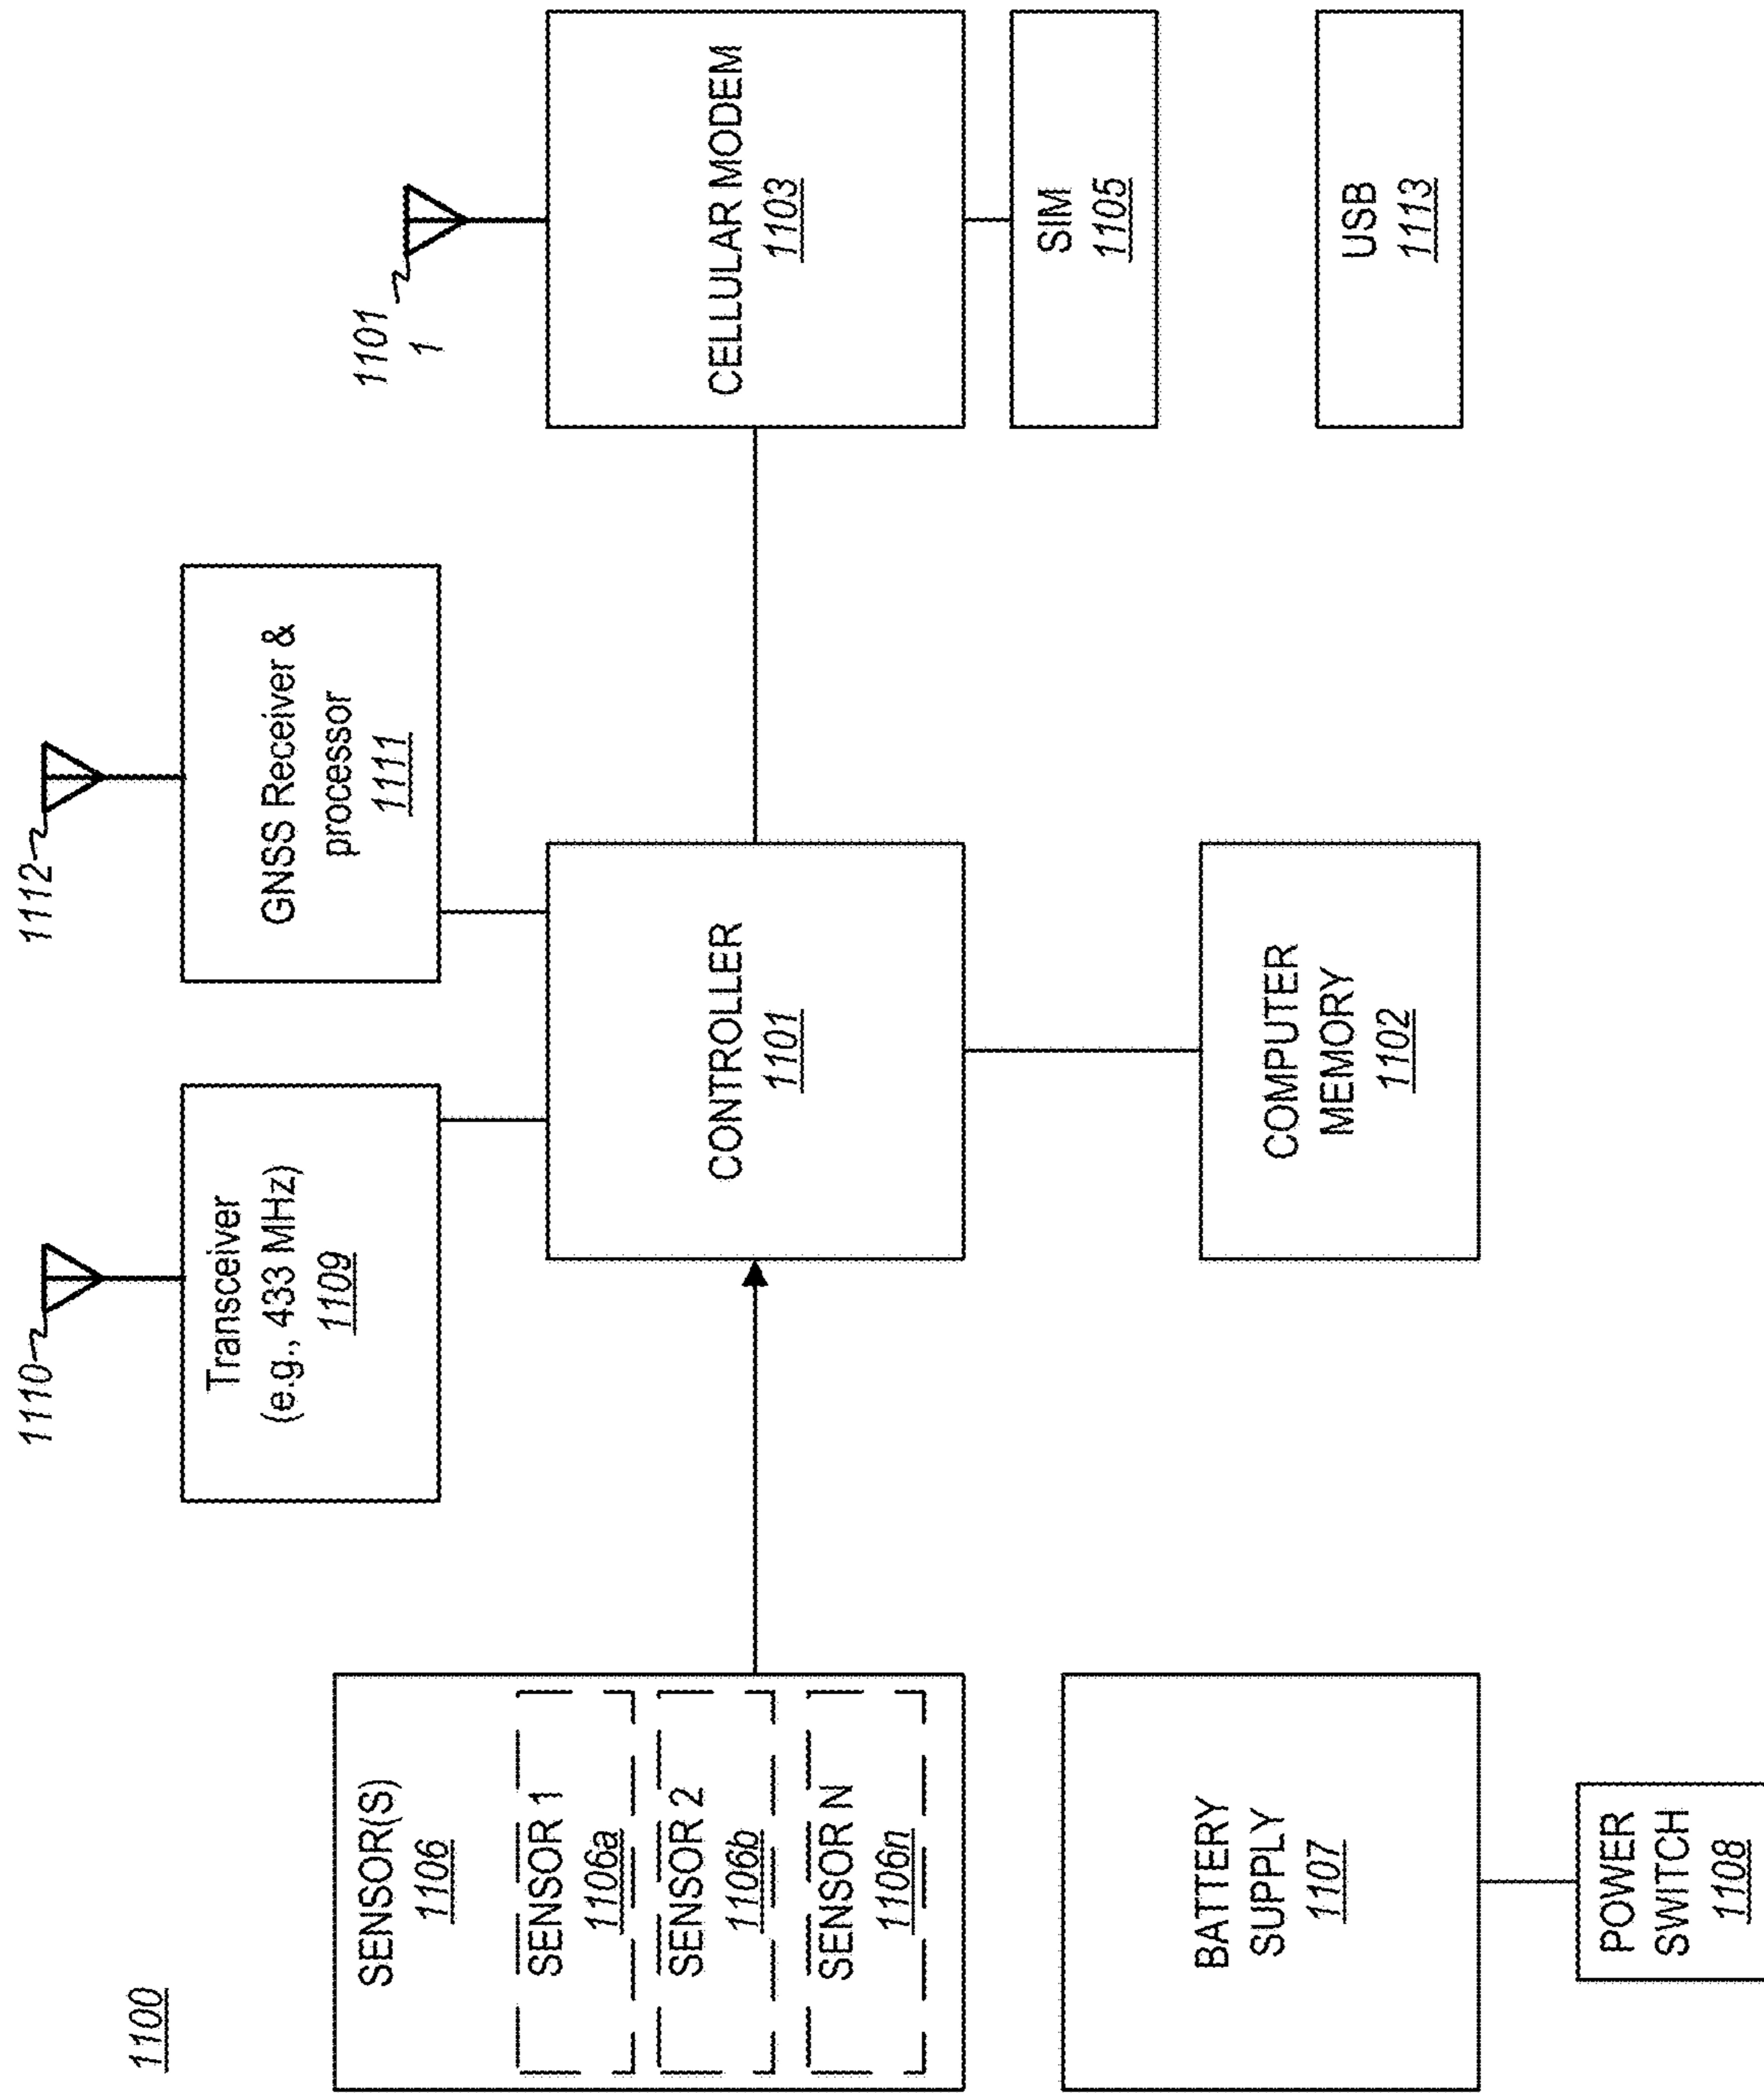 1100
1110
1112
Transceiver
(e.g., 433 MHz)
1109
GNSS Receiver &
processor
1111
1101
1
SENSOR(S)
1106
SENSOR 1
1106a
SENSOR 2
1106b
SENSOR N
1106n
CONTROLLER
1101
CELLULAR MODEM
1103
SIM
1105
BATTERY
SUPPLY
1107
COMPUTER
MEMORY
1102
USB
1113
POWER
SWITCH
1108